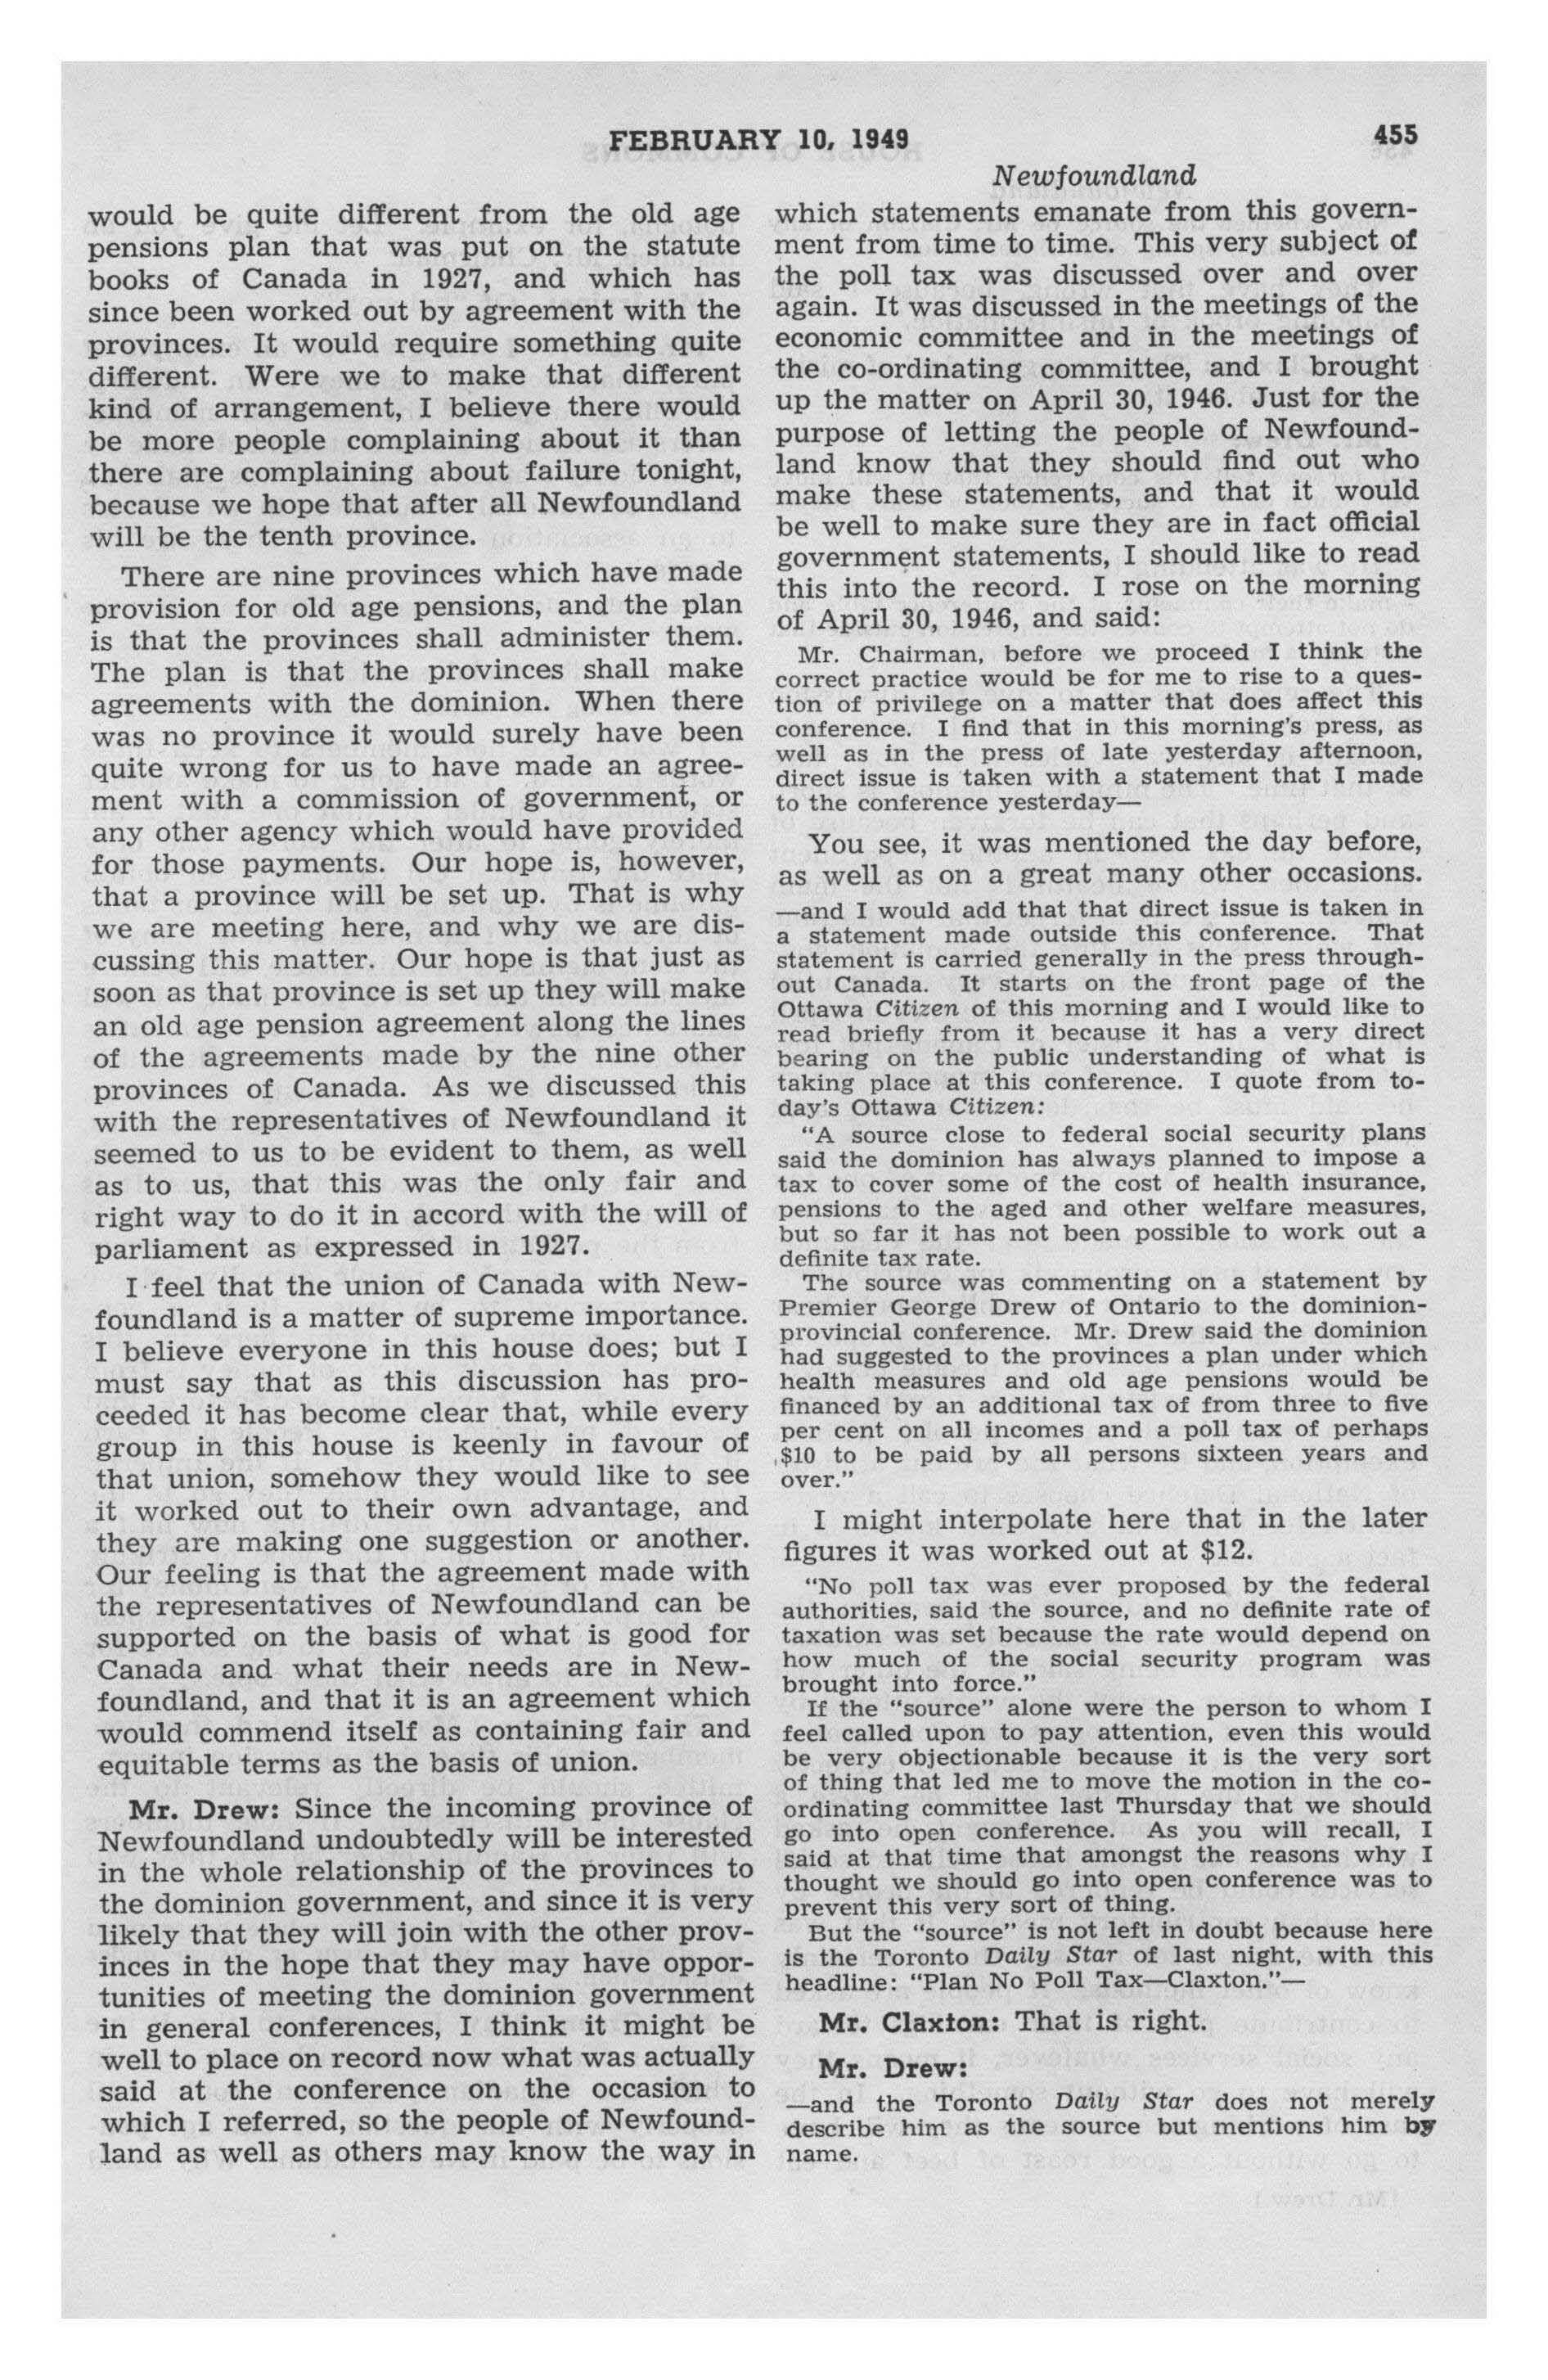 FEBRUARY 10, 1949
455
Newfoundland
would be quite different from the old age
pensions plan that was put on the statute
books of Canada in 1927, and which has
since been worked out by agreement with the
provinces. It would require something quite
different. Were we to make that different
kind of arrangement, I believe there would
be more people complaining about it than
there are complaining about failure tonight,
because we hope that after all Newfoundland
will be the tenth province.
There are nine provinces which have made
provision for old age pensions, and the plan
is that the provinces shall administer them.
The plan is that the provinces shall make
agreements with the dominion. When there
was no province it would surely have been
quite wrong for us to have made an agree-
ment with a commission of government, or
any other agency which would have provided
for those payments. Our hope is, however,
that a province will be set up. That is why
we are meeting here, and why we are dis-
cussing this matter. Our hope is that just as
soon as that province is set up they will make
an old age pension agreement along the lines
of the agreements made by the nine other
provinces of Canada. As we discussed this
with the representatives of Newfoundland it
seemed to us to be evident to them, as well
as to us, that this was the only fair and
right way to do it in accord with the will of
parliament as expressed in 1927.
I feel that the union of Canada with New-
foundland is a matter of supreme importance.
I believe everyone in this house does; but I
must say that as this discussion has pro-
ceeded it has become clear that, while every
group in this house is keenly in favour of
that union, somehow they would like to see
it worked out to their own advantage, and
they are making one suggestion or another.
Our feeling is that the agreement made with
the representatives of Newfoundland can be
supported on the basis of what is good for
Canada and what their needs are in New-
foundland, and that it is an agreement which
would commend itself as containing fair and
equitable terms as the basis of union.
Mr. Drew: Since the incoming province of
Newfoundland undoubtedly will be interested
in the whole relationship of the provinces to
the dominion government, and since it is very
likely that they will join with the other prov-
inces in the hope that they may have oppor-
tunities of meeting the dominion government
in general conferences, I think it might be
well to place on record now what was actually
said at the conference on the occasion to
which I referred, so the people of Newfound-
land as well as others may know the way in
which statements emanate from this govern-
ment from time to time. This very subject of
the poll tax was discussed over and over
again. It was discussed in the meetings of the
economic committee and in the meetings of
the co-ordinating committee, and I brought
up the matter on April 30, 1946. Just for the
purpose of letting the people of Newfound-
land know that they should find out who
make these statements, and that it would
be well to make sure they are in fact official
government statements, I should like to read
this into the record. I rose on the morning
of April 30, 1946, and said:
Mr. Chairman, before we proceed I think the
correct practice would be for me to rise to a ques-
tion of privilege on a matter that does affect this
conference. I find that in this morning's press, as
well as in the press of late yesterday afternoon,
direct issue is taken with a statement that I made
to the conference yesterday—
You see, it was mentioned the day before,
as well as on a great many other occasions.
—and I would add that that direct issue is taken in
a statement made outside this conference. That
statement is carried generally in the press through-
out Canada. It starts on the front page of the
Ottawa Citizen of this morning and I would like to
read briefly from it because it has a very direct
bearing on the public understanding of what is
taking place at this conference. I quote from to-
day's Ottawa Citizen:
"A source close to federal social security plans
said the dominion has always planned to impose a
tax to cover some of the cost of health insurance,
pensions to the aged and other welfare measures,
but so far it has not been possible to work out a
definite tax rate.
The source was commenting on a statement by
Premier George Drew of Ontario to the dominion-
provincial conference. Mr. Drew said the dominion
had suggested to the provinces a plan under which
health measures and old age pensions would be
financed by an additional tax of from three to five
per cent on all incomes and a poll tax of perhaps
$10 to be paid by all persons sixteen years and
over."
I might interpolate here that in the later
figures it was worked out at $12.
"No poll tax was ever proposed by the federal
authorities, said the source, and no definite rate of
taxation was set because the rate would depend on
how much of the social security program was
brought into force."
If the "source" alone were the person to whom I
feel called upon to pay attention, even this would
be very objectionable because it is the very sort
of thing that led me to move the motion in the co-
ordinating committee last Thursday that we should
go into open conference. As you will recall, I
said at that time that amongst the reasons why I
thought we should go into open conference was to
prevent this very sort of thing.
But the "source" is not left in doubt because here
is the Toronto Daily Star of last night, with this
headline: "Plan No Poll Tax—Claxton."—
Mr. Claxton: That is right.
Mr. Drew:
—and the Toronto Daily Star does not merely
describe him as the source but mentions him by
name.